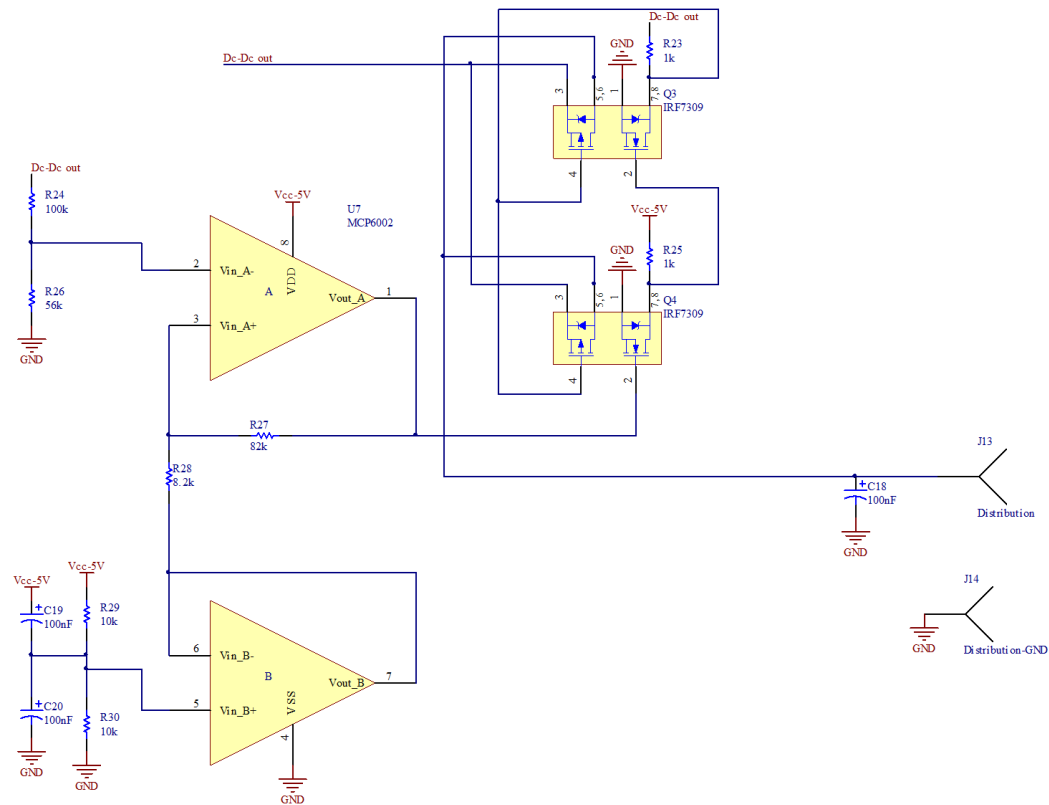 Dc-Dc out
R23
1k
GND
Dc-Dc out
3
5,6
1
7,8
Q3
IRF7309
4
2
Dc-Dc out
R24
100k
Vcc-5V
U7
MCP6002
Vcc-5V
R25
1k
GND
8
2
Vin_A-
VDD
A
Vout_A
1
R26
56k
3
Vin_A+
GND
3
5,6
1
7,8
Q4
IRF7309
4
2
R27
82k
R28
8.2k
J13
C18
100nF
Distribution
GND
Vcc-5V
Vcc-5V
C19
100nF
R29
10k
J14
GND
Distribution-GND
6
Vin_B-
B
Vout_B
7
VSS
5
Vin_B+
4
C20
100nF
R30
10k
GND
GND
GND
+
+
+